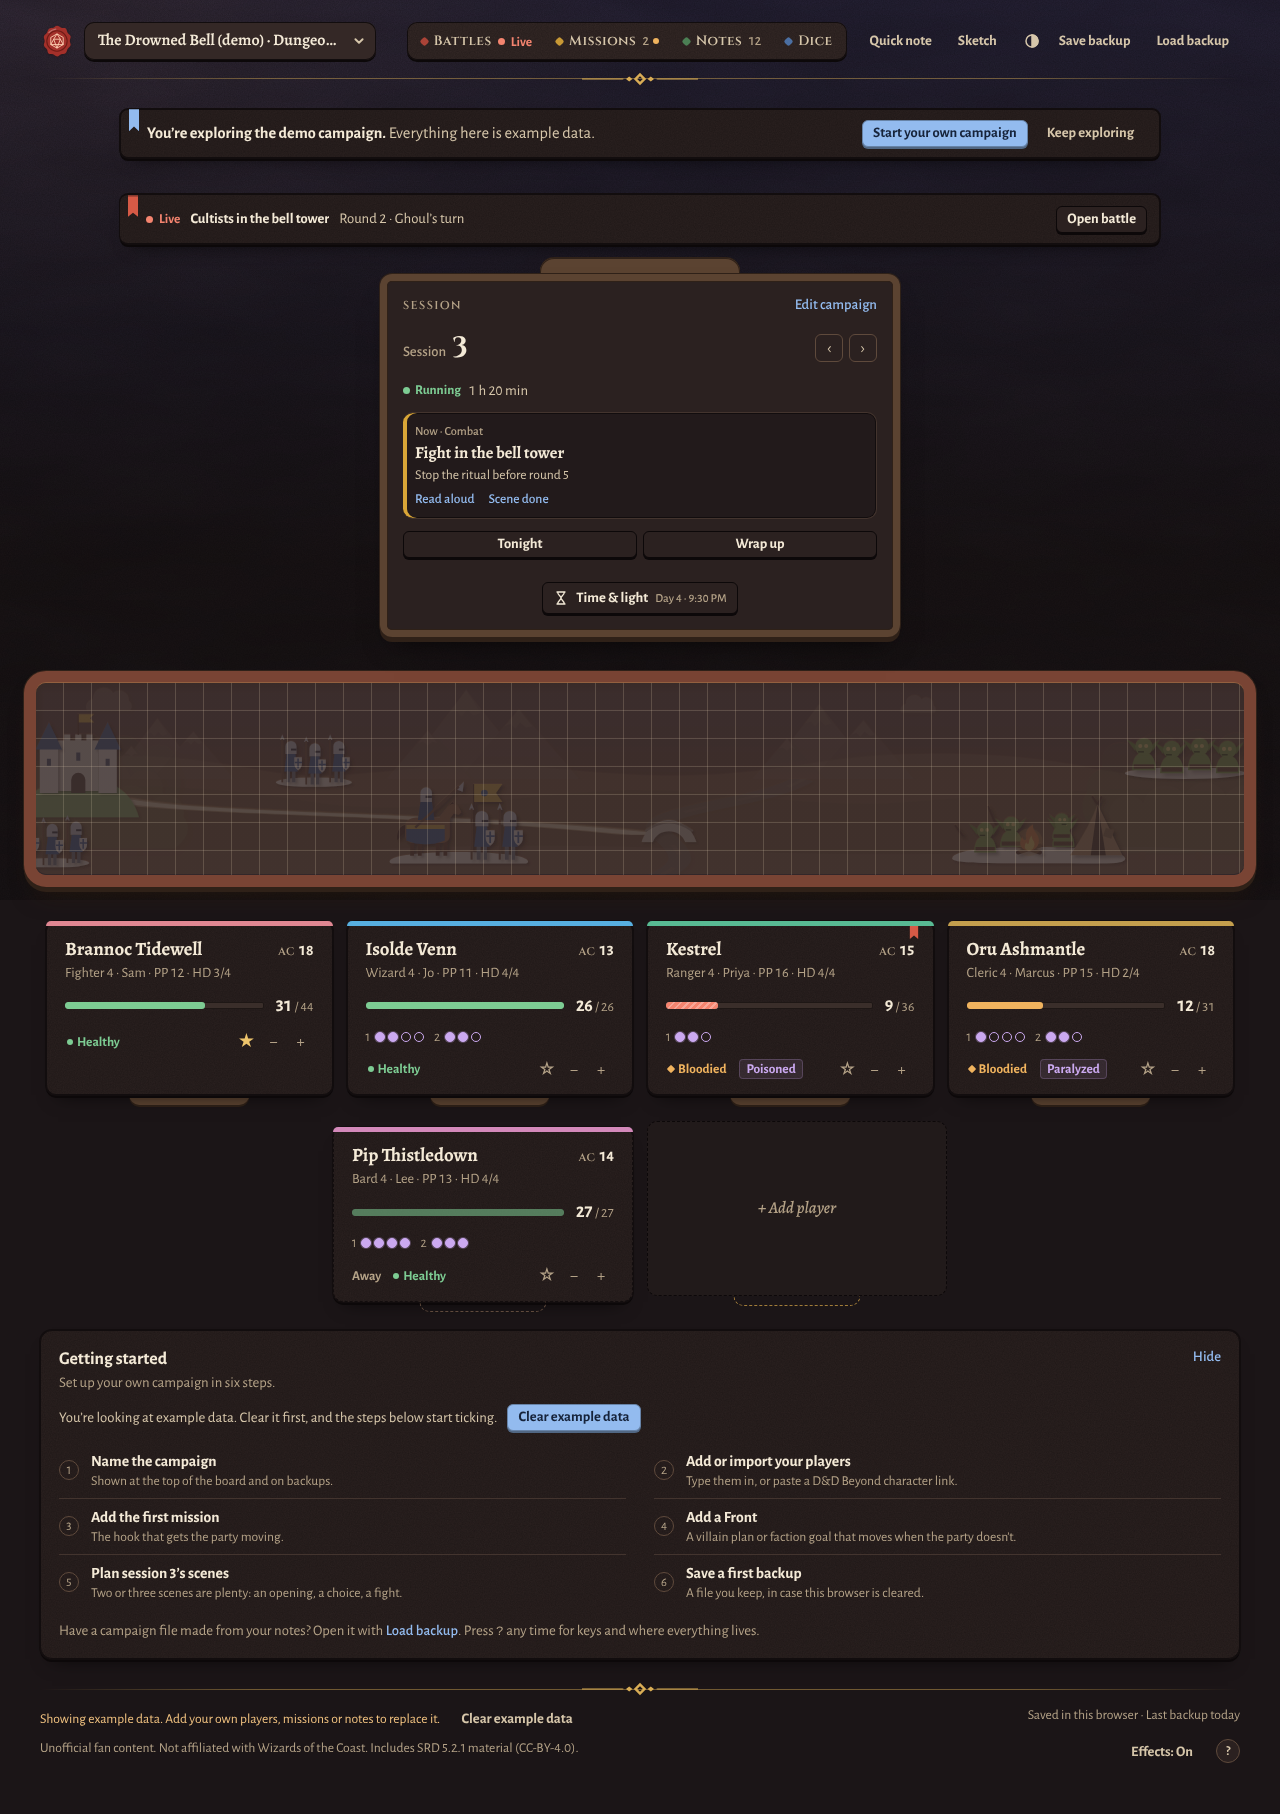 The Drowned Bell (demo) · Dungeo...
BATTLES Live MISSIONS 2 NOTES 12 DICE
Quick note Sketch Save backup Load backup
You're exploring the demo campaign. Everything here is example data.
Start your own campaign Keep exploring
Live Cultists in the bell tower Round 2 · Ghoul's turn
Open battle
SESSION Edit campaign
Session 3 ‹ ›
Running 1 h 20 min
Now · Combat
Fight in the bell tower
Stop the ritual before round 5
Read aloud Scene done
Tonight Wrap up
Time & light Day 4 · 9:30 PM
Brannoc Tidewell AC 18
Fighter 4 · Sam · PP 12 · HD 3/4
31 / 44
Healthy − +
Isolde Venn AC 13
Wizard 4 · Jo · PP 11 · HD 4/4
26 / 26
1 2
Healthy − +
Kestrel AC 15
Ranger 4 · Priya · PP 16 · HD 4/4
9 / 36
1
Bloodied Poisoned − +
Oru Ashmantle AC 18
Cleric 4 · Marcus · PP 15 · HD 2/4
12 / 31
1 2
Bloodied Paralyzed − +
Pip Thistledown AC 14
Bard 4 · Lee · PP 13 · HD 4/4
27 / 27
1 2
Away Healthy − +
+ Add player
Getting started Hide
Set up your own campaign in six steps.
You're looking at example data. Clear it first, and the steps below start ticking. Clear example data
1 Name the campaign
Shown at the top of the board and on backups.
2 Add or import your players
Type them in, or paste a D&D Beyond character link.
3 Add the first mission
The hook that gets the party moving.
4 Add a Front
A villain plan or faction goal that moves when the party doesn't.
5 Plan session 3's scenes
Two or three scenes are plenty: an opening, a choice, a fight.
6 Save a first backup
A file you keep, in case this browser is cleared.
Have a campaign file made from your notes? Open it with Load backup. Press ? any time for keys and where everything lives.
Showing example data. Add your own players, missions or notes to replace it. Clear example data
Saved in this browser · Last backup today
Unofficial fan content. Not affiliated with Wizards of the Coast. Includes SRD 5.2.1 material (CC-BY-4.0).
Effects: On ?